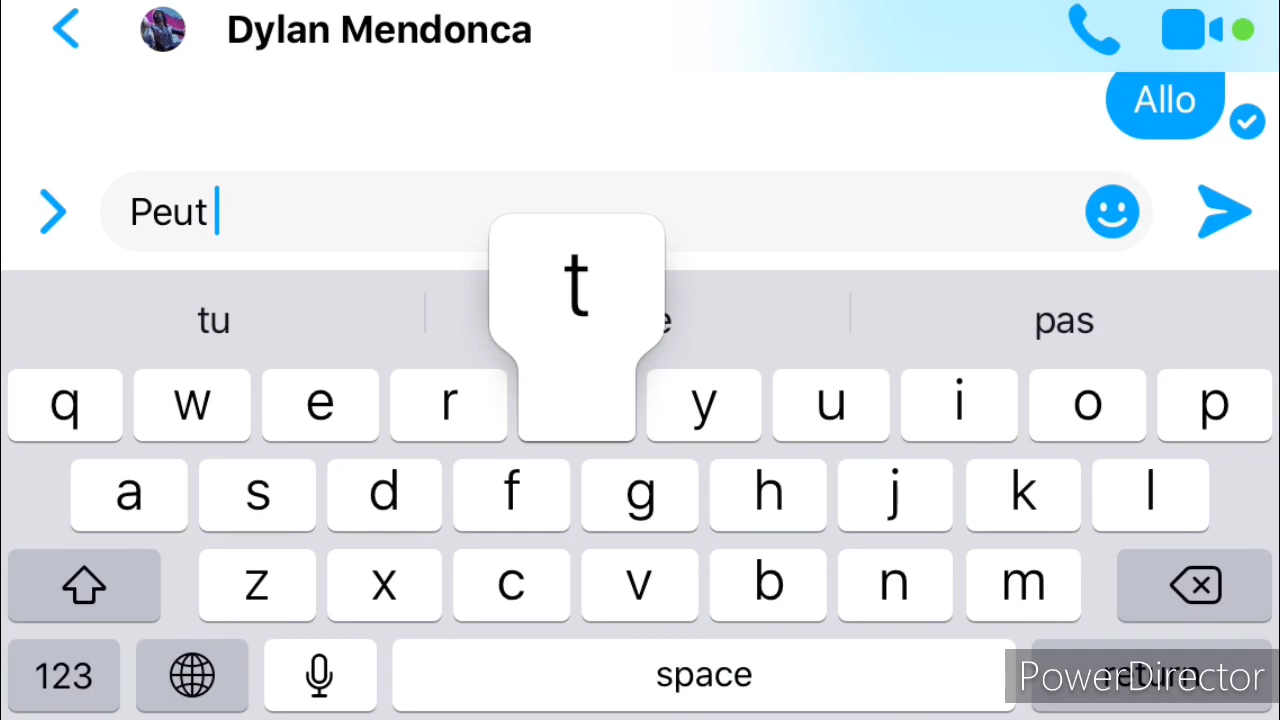 Dylan Mendonca
Allo
Peut
t
tu
pas
q w e r y u i o p
a s d f g h j k l
z x c v b n m
123
space
PowerDirector